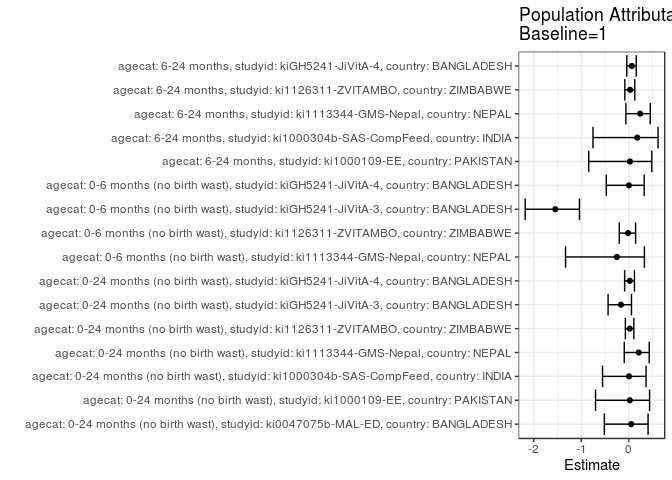 Population Attributa
Baseline=1
agecat: 6-24 months, studyid: kiGH5241-JiVitA-4, country: BANGLADESH
agecat: 6-24 months, studyid: ki1126311-ZVITAMBO, country: ZIMBABWE
agecat: 6-24 months, studyid: ki1113344-GMS-Nepal, country: NEPAL
agecat: 6-24 months, studyid: ki1000304b-SAS-CompFeed, country: INDIA
agecat: 6-24 months, studyid: ki1000109-EE, country: PAKISTAN
agecat: 0-6 months (no birth wast), studyid: kiGH5241-JiVitA-4, country: BANGLADESH
agecat: 0-6 months (no birth wast), studyid: kiGH5241-JiVitA-3, country: BANGLADESH
agecat: 0-6 months (no birth wast), studyid: ki1126311-ZVITAMBO, country: ZIMBABWE
agecat: 0-6 months (no birth wast), studyid: ki1113344-GMS-Nepal, country: NEPAL
agecat: 0-24 months (no birth wast), studyid: kiGH5241-JiVitA-4, country: BANGLADESH
agecat: 0-24 months (no birth wast), studyid: kiGH5241-JiVitA-3, country: BANGLADESH
agecat: 0-24 months (no birth wast), studyid: ki1126311-ZVITAMBO, country: ZIMBABWE
agecat: 0-24 months (no birth wast), studyid: ki1113344-GMS-Nepal, country: NEPAL
agecat: 0-24 months (no birth wast), studyid: ki1000304b-SAS-CompFeed, country: INDIA
agecat: 0-24 months (no birth wast), studyid: ki1000109-EE, country: PAKISTAN
agecat: 0-24 months (no birth wast), studyid: ki0047075b-MAL-ED, country: BANGLADESH
-2 -1 0
Estimate